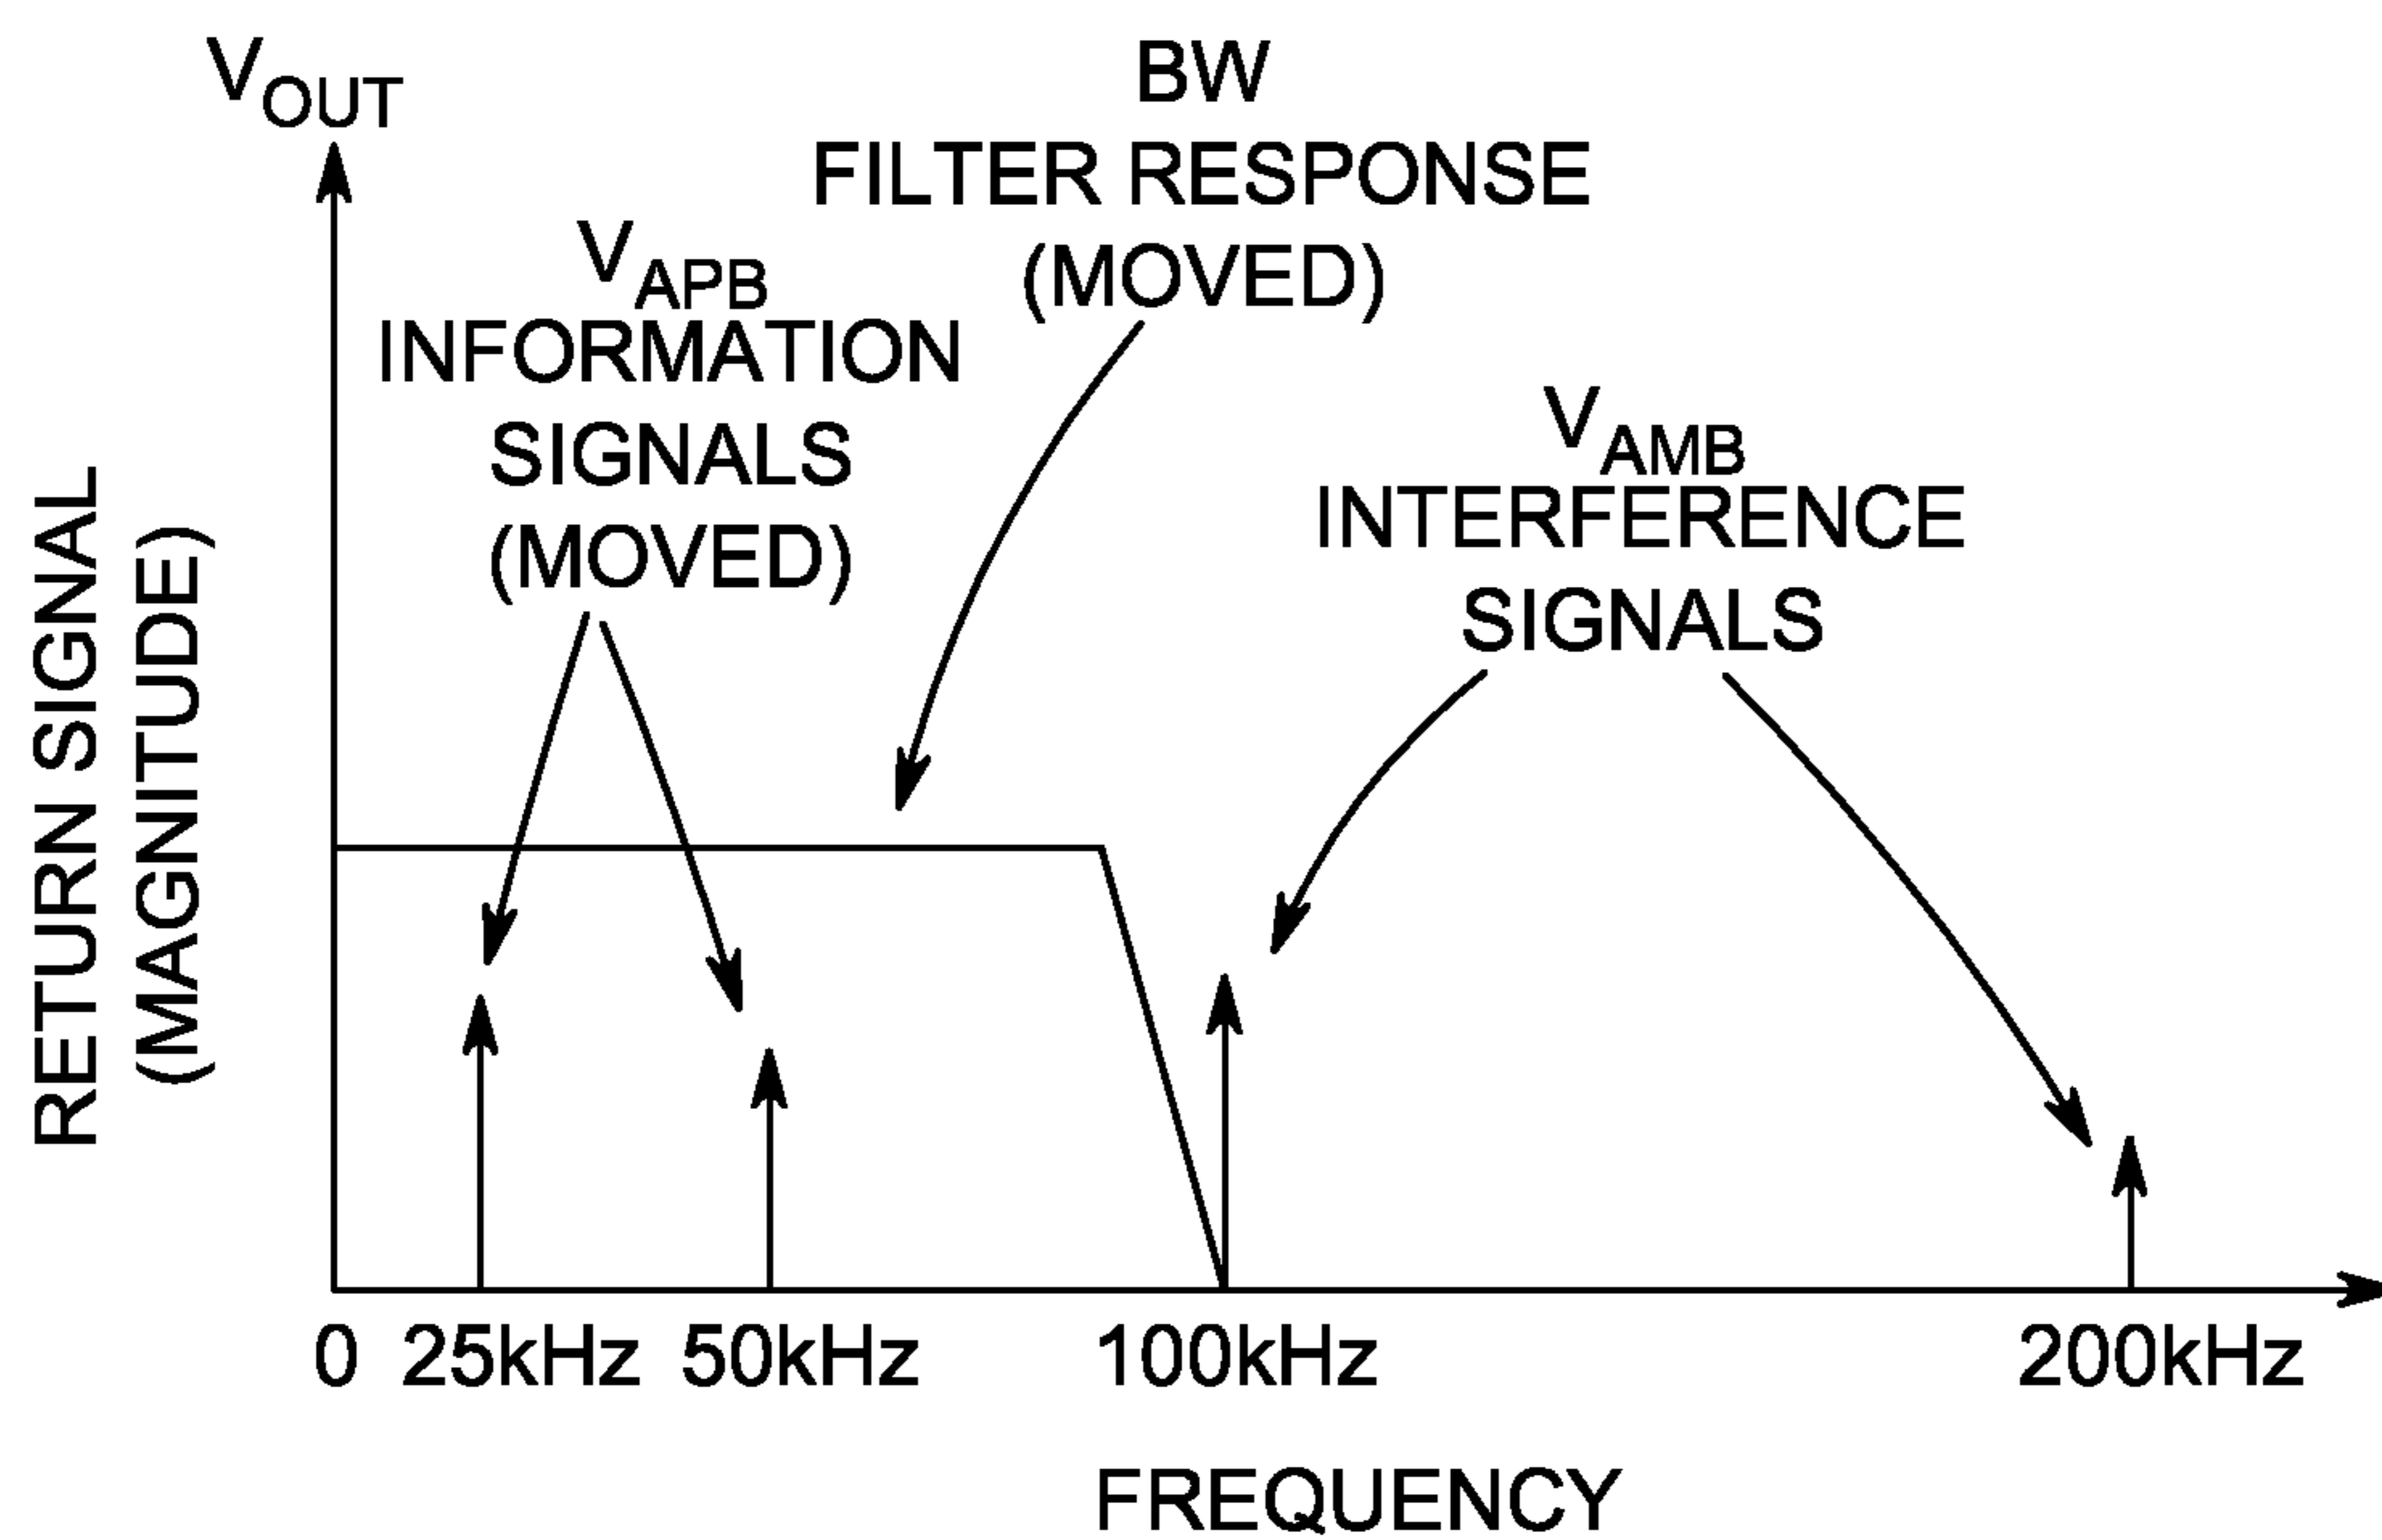 V_OUT
BW
FILTER RESPONSE
(MOVED)
V_APB
INFORMATION
SIGNALS
(MOVED)
V_AMB
INTERFERENCE
SIGNALS
RETURN SIGNAL
(MAGNITUDE)
0 25kHz 50kHz 100kHz 200kHz
FREQUENCY